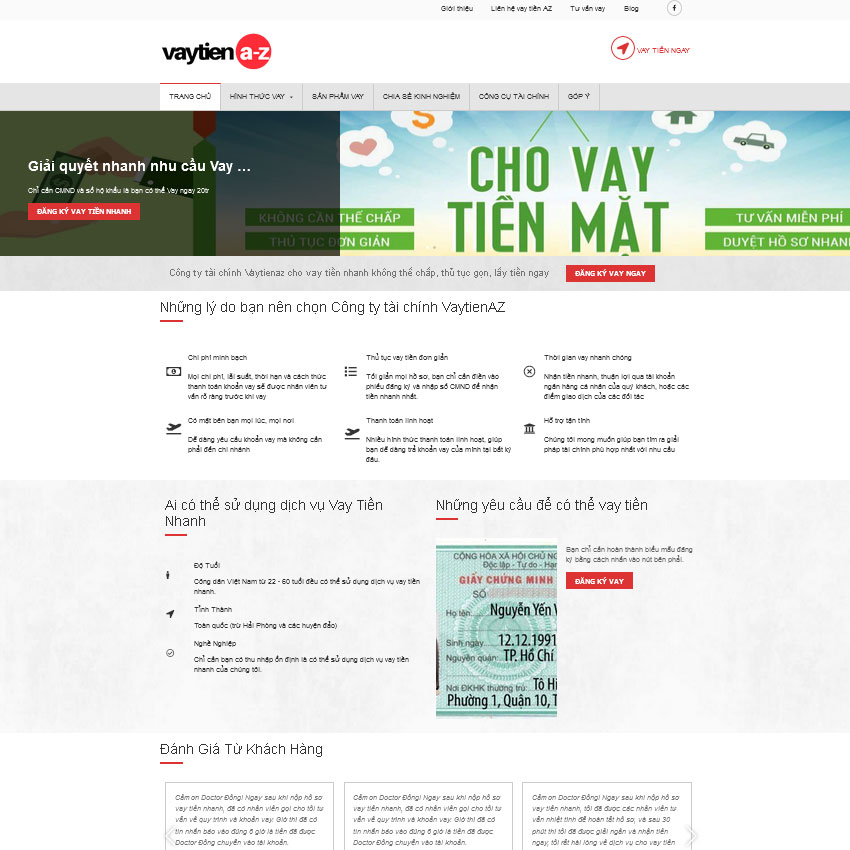 Giới thiệu Liên hệ vay tiền AZ Tư vấn vay Blog
vaytien a-z
VAY TIỀN NGAY
TRANG CHỦ HÌNH THỨC VAY SẢN PHẨM VAY CHIA SẺ KINH NGHIỆM CÔNG CỤ TÀI CHÍNH GÓP Ý
Giải quyết nhanh nhu cầu Vay ...
Chỉ cần CMND và sổ hộ khẩu là bạn có thể Vay ngay 20tr
ĐĂNG KÝ VAY TIỀN NHANH
CHO VAY
TIỀN MẶT
KHÔNG CẦN THẾ CHẤP
THỦ TỤC ĐƠN GIẢN
TƯ VẤN MIỄN PHÍ
DUYỆT HỒ SƠ NHANH
Công ty tài chính Vaytienaz cho vay tiền nhanh không thế chấp, thủ tục gọn, lấy tiền ngay
ĐĂNG KÝ VAY NGAY
Những lý do bạn nên chọn Công ty tài chính VaytienAZ
Chi phí minh bạch
Mọi chi phí, lãi suất, thời hạn và cách thức
thanh toán khoản vay sẽ được nhân viên tư
vấn rõ ràng trước khi vay
Thủ tục vay tiền đơn giản
Tối giản mọi hồ sơ, bạn chỉ cần điền vào
phiếu đăng ký và nhập số CMND để nhận
tiền nhanh nhất.
Thời gian vay nhanh chóng
Nhận tiền nhanh, thuận lợi qua tài khoản
ngân hàng cá nhân của quý khách, hoặc các
điểm giao dịch của các đối tác
Có mặt bên bạn mọi lúc, mọi nơi
Dễ dàng yêu cầu khoản vay mà không cần
phải đến chi nhánh
Thanh toán linh hoạt
Nhiều hình thức thanh toán linh hoạt, giúp
bạn dễ dàng trả khoản vay của mình tại bất kỳ
đâu.
Hỗ trợ tận tình
Chúng tôi mong muốn giúp bạn tìm ra giải
pháp tài chính phù hợp nhất với nhu cầu
Ai có thể sử dụng dịch vụ Vay Tiền
Nhanh
Độ Tuổi
Công dân Việt Nam từ 22 - 60 tuổi đều có thể sử dụng dịch vụ vay tiền
nhanh.
Tỉnh Thành
Toàn quốc (trừ Hải Phòng và các huyện đảo)
Nghề Nghiệp
Chỉ cần bạn có thu nhập ổn định là có thể sử dụng dịch vụ vay tiền
nhanh của chúng tôi.
Những yêu cầu để có thể vay tiền
CỘNG HÒA XÃ HỘI CHỦ NG
Độc lập - Tự do - Hạn
GIẤY CHỨNG MINH
SỐ
Họ tên: Nguyễn Yến V
Sinh ngày: 12.12.1991
Nguyên quán: TP. Hồ Chí
Nơi ĐKHK thường trú: Tô Hi
Phường 1, Quận 10, T
Bạn chỉ cần hoàn thành biểu mẫu đăng
ký bằng cách nhấn vào nút bên phải.
ĐĂNG KÝ VAY
Đánh Giá Từ Khách Hàng
Cảm ơn Doctor Đồng! Ngay sau khi nộp hồ sơ
vay tiền nhanh, đã có nhân viên gọi cho tôi tư
vấn về quy trình và khoản vay. Giờ thì đã có
tin nhắn báo vào đúng 6 giờ là tiền đã được
Doctor Đồng chuyển vào tài khoản.
Cảm ơn Doctor Đồng! Ngay sau khi nộp hồ sơ
vay tiền nhanh, đã có nhân viên gọi cho tôi tư
vấn về quy trình và khoản vay. Giờ thì đã có
tin nhắn báo vào đúng 6 giờ là tiền đã được
Doctor Đồng chuyển vào tài khoản.
Cảm ơn Doctor Đồng! Ngay sau khi nộp hồ sơ
vay tiền nhanh, tôi đã được các nhân viên tư
vấn nhiệt tình để hoàn tất hồ sơ, và sau 30
phút thì tôi đã được giải ngân và nhận tiền
ngay, tôi rất hài lòng về dịch vụ cho vay tiền